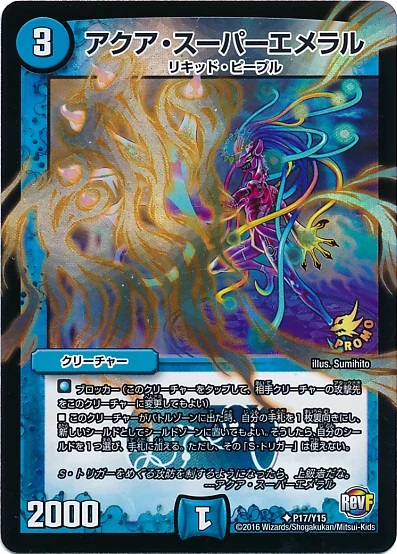 3
アクア・スーパーエメラル
リキッド・ピープル
PROMO
illus. Sumihito
クリーチャー
ブロッカー(このクリーチャーをタップして、相手クリーチャーの攻撃先
をこのクリーチャーに変更してもよい)
■このクリーチャーがバトルゾーンに出た時、自分の手札を1枚裏向きにし、
新しいシールドとしてシールドゾーンに置いてもよい。そうしたら、自分のシール
ドを1つ選び、手札に加える。ただし、その「S・トリガー」は使えない。
S・トリガーをめぐる攻防を制するようになったら、上級者だな。
—アクア・スーパーエメラル
2000
1
P17/Y15
RevF
©2016 Wizards/Shogakukan/Mitsui-Kids